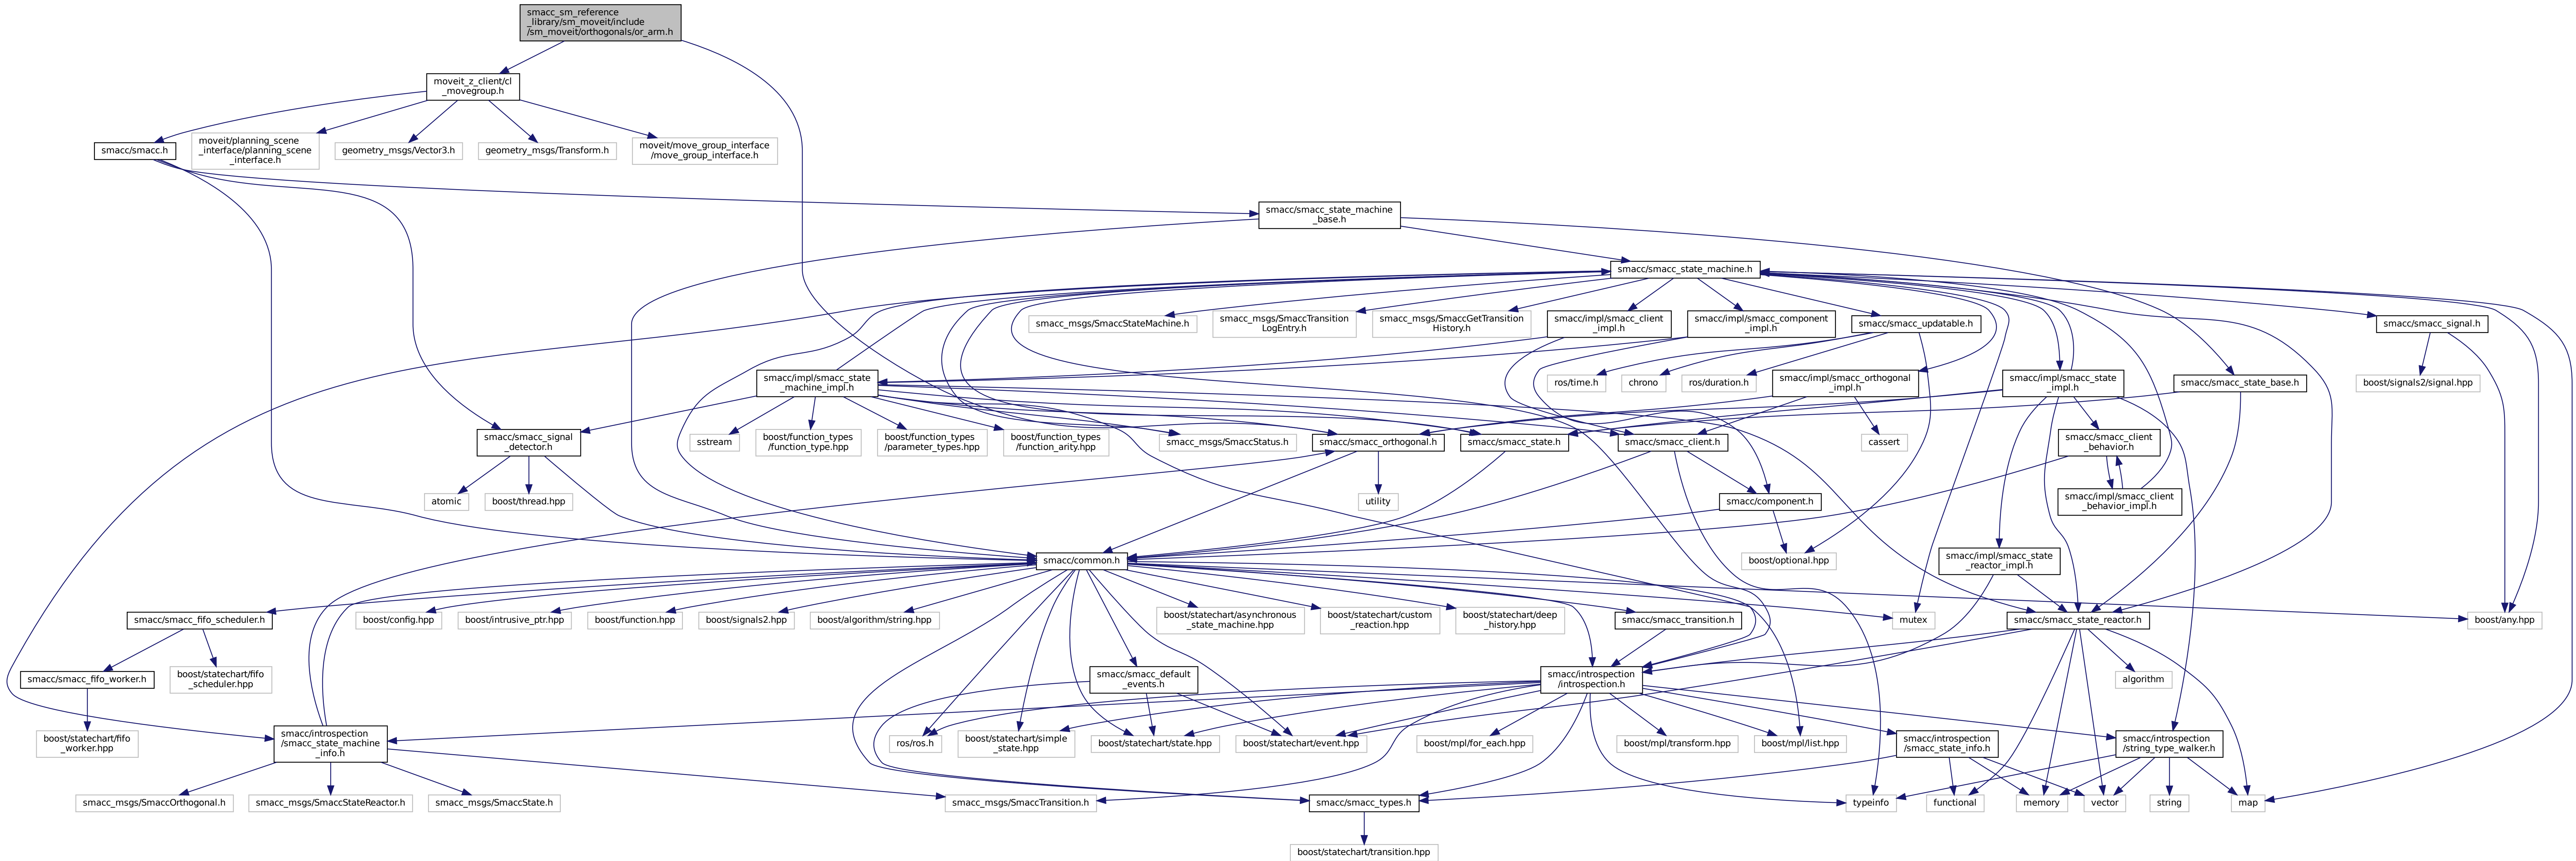 smacc_sm_reference
_library/sm_moveit/include
/sm_moveit/orthogonals/or_arm.h
moveit_z_client/cl
_movegroup.h
smacc/smacc.h
moveit/planning_scene
_interface/planning_scene
_interface.h
geometry_msgs/Vector3.h
geometry_msgs/Transform.h
moveit/move_group_interface
/move_group_interface.h
smacc/smacc_state_machine
_base.h
smacc/smacc_state_machine.h
smacc_msgs/SmaccStateMachine.h
smacc_msgs/SmaccTransition
LogEntry.h
smacc_msgs/SmaccGetTransition
History.h
smacc/impl/smacc_client
_impl.h
smacc/impl/smacc_component
_impl.h
smacc/smacc_updatable.h
smacc/smacc_signal.h
smacc/impl/smacc_state
_machine_impl.h
ros/time.h
chrono
ros/duration.h
smacc/impl/smacc_orthogonal
_impl.h
smacc/impl/smacc_state
_impl.h
smacc/smacc_state_base.h
boost/signals2/signal.hpp
smacc/smacc_signal
_detector.h
sstream
boost/function_types
/function_type.hpp
boost/function_types
/parameter_types.hpp
boost/function_types
/function_arity.hpp
smacc_msgs/SmaccStatus.h
smacc/smacc_orthogonal.h
smacc/smacc_state.h
smacc/smacc_client.h
cassert
smacc/smacc_client
_behavior.h
atomic
boost/thread.hpp
utility
smacc/component.h
smacc/impl/smacc_client
_behavior_impl.h
smacc/common.h
boost/optional.hpp
smacc/impl/smacc_state
_reactor_impl.h
smacc/smacc_fifo_scheduler.h
boost/config.hpp
boost/intrusive_ptr.hpp
boost/function.hpp
boost/signals2.hpp
boost/algorithm/string.hpp
boost/statechart/asynchronous
_state_machine.hpp
boost/statechart/custom
_reaction.hpp
boost/statechart/deep
_history.hpp
smacc/smacc_transition.h
mutex
smacc/smacc_state_reactor.h
boost/any.hpp
smacc/smacc_fifo_worker.h
boost/statechart/fifo
_scheduler.hpp
smacc/smacc_default
_events.h
smacc/introspection
/introspection.h
algorithm
boost/statechart/fifo
_worker.hpp
smacc/introspection
/smacc_state_machine
_info.h
ros/ros.h
boost/statechart/simple
_state.hpp
boost/statechart/state.hpp
boost/statechart/event.hpp
boost/mpl/for_each.hpp
boost/mpl/transform.hpp
boost/mpl/list.hpp
smacc/introspection
/smacc_state_info.h
smacc/introspection
/string_type_walker.h
smacc_msgs/SmaccOrthogonal.h
smacc_msgs/SmaccStateReactor.h
smacc_msgs/SmaccState.h
smacc_msgs/SmaccTransition.h
smacc/smacc_types.h
typeinfo
functional
memory
vector
string
map
boost/statechart/transition.hpp